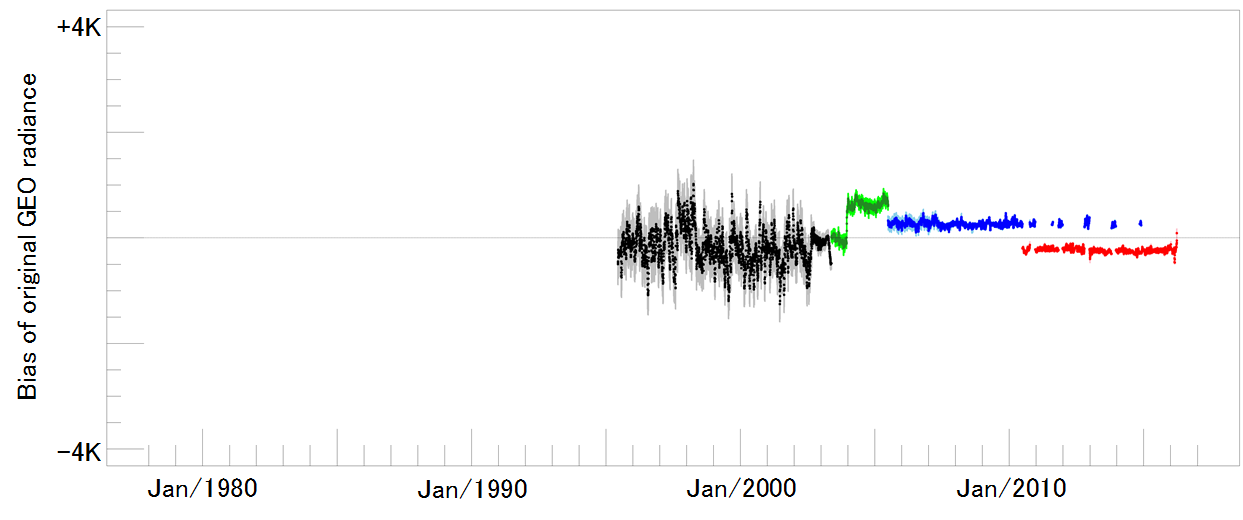 +4K
Bias of original GEO radiance
-4K
Jan/1980
Jan/1990
Jan/2000
Jan/2010